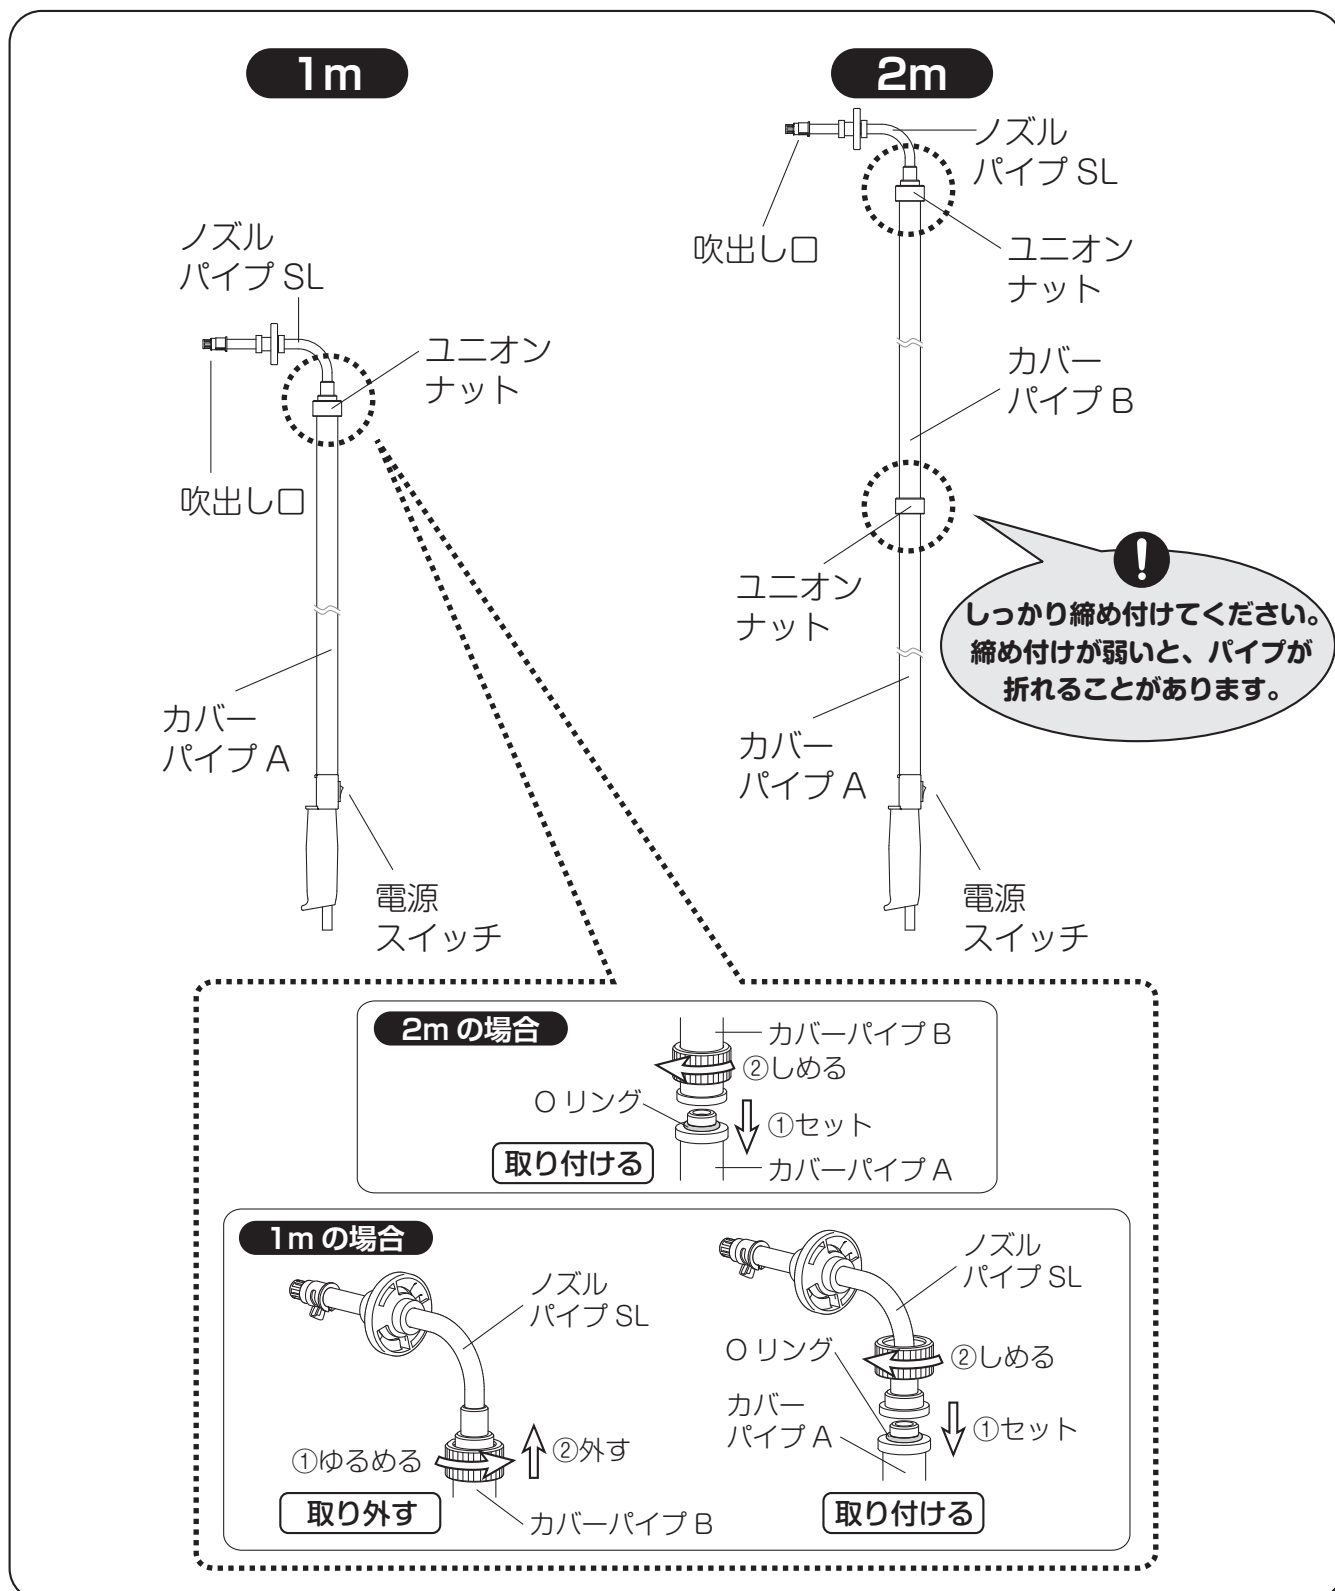 1m
ノズル
パイプ SL
ユニオン
ナット
吹出し口
カバー
パイプ A
電源
スイッチ
2m
ノズル
パイプ SL
吹出し口
ユニオン
ナット
カバー
パイプ B
ユニオン
ナット
しっかり締め付けてください。
締め付けが弱いと、パイプが
折れることがあります。
カバー
パイプ A
電源
スイッチ
2m の場合
カバーパイプ B
②しめる
O リング
①セット
取り付ける
カバーパイプ A
1m の場合
ノズル
パイプ SL
①ゆるめる
②外す
取り外す
カバーパイプ B
ノズル
パイプ SL
O リング
②しめる
カバー
パイプ A
①セット
取り付ける